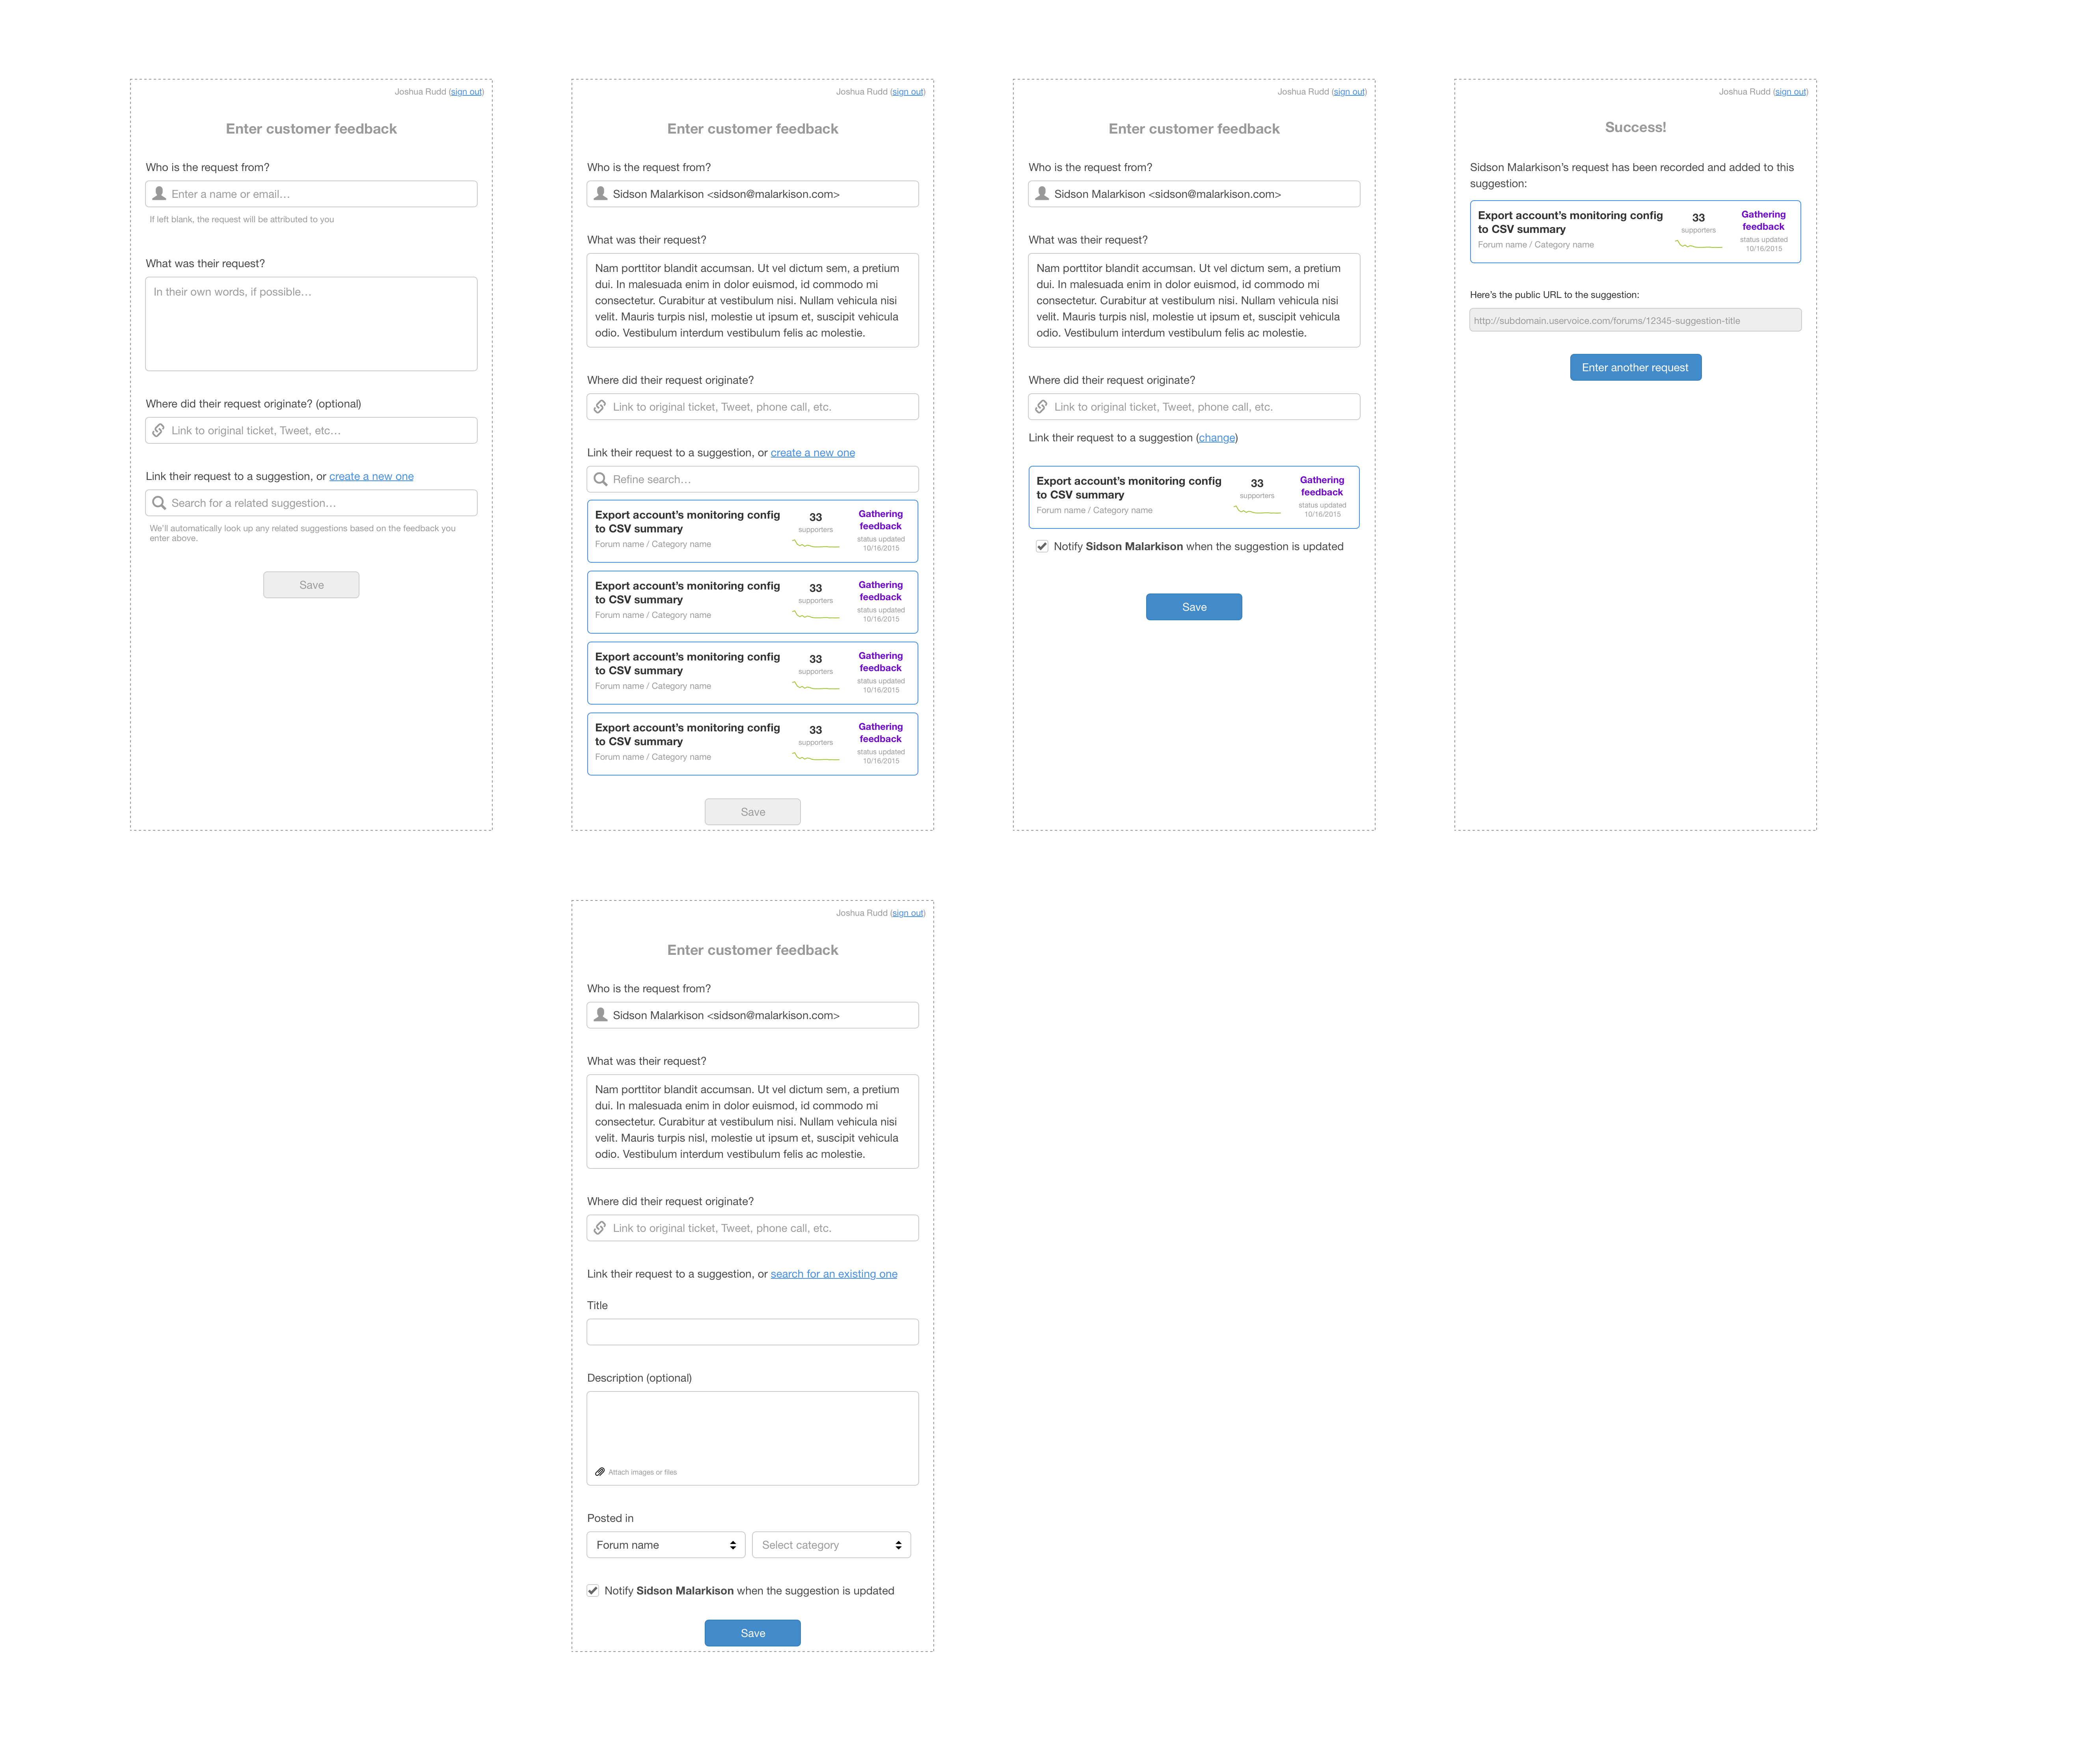 Joshua Rudd (sign out)
Enter customer feedback
Who is the request from?
Enter a name or email…
If left blank, the request will be attributed to you
What was their request?
In their own words, if possible…
Where did their request originate? (optional)
Link to original ticket, Tweet, etc…
Link their request to a suggestion, or create a new one
Search for a related suggestion…
We'll automatically look up any related suggestions based on the feedback you
enter above.
Save
Joshua Rudd (sign out)
Enter customer feedback
Who is the request from?
Sidson Malarkison <sidson@malarkison.com>
What was their request?
Nam porttitor blandit accumsan. Ut vel dictum sem, a pretium
dui. In malesuada enim in dolor euismod, id commodo mi
consectetur. Curabitur at vestibulum nisi. Nullam vehicula nisi
velit. Mauris turpis nisl, molestie ut ipsum et, suscipit vehicula
odio. Vestibulum interdum vestibulum felis ac molestie.
Where did their request originate?
Link to original ticket, Tweet, phone call, etc.
Link their request to a suggestion, or create a new one
Refine search…
Export account's monitoring config
to CSV summary
Forum name / Category name
33
supporters
Gathering
feedback
status updated
10/16/2015
Export account's monitoring config
to CSV summary
Forum name / Category name
33
supporters
Gathering
feedback
status updated
10/16/2015
Export account's monitoring config
to CSV summary
Forum name / Category name
33
supporters
Gathering
feedback
status updated
10/16/2015
Export account's monitoring config
to CSV summary
Forum name / Category name
33
supporters
Gathering
feedback
status updated
10/16/2015
Save
Joshua Rudd (sign out)
Enter customer feedback
Who is the request from?
Sidson Malarkison <sidson@malarkison.com>
What was their request?
Nam porttitor blandit accumsan. Ut vel dictum sem, a pretium
dui. In malesuada enim in dolor euismod, id commodo mi
consectetur. Curabitur at vestibulum nisi. Nullam vehicula nisi
velit. Mauris turpis nisl, molestie ut ipsum et, suscipit vehicula
odio. Vestibulum interdum vestibulum felis ac molestie.
Where did their request originate?
Link to original ticket, Tweet, phone call, etc.
Link their request to a suggestion (change)
Export account's monitoring config
to CSV summary
Forum name / Category name
33
supporters
Gathering
feedback
status updated
10/16/2015
Notify Sidson Malarkison when the suggestion is updated
Save
Joshua Rudd (sign out)
Success!
Sidson Malarkison's request has been recorded and added to this
suggestion:
Export account's monitoring config
to CSV summary
Forum name / Category name
33
supporters
Gathering
feedback
status updated
10/16/2015
Here's the public URL to the suggestion:
http://subdomain.uservoice.com/forums/12345-suggestion-title
Enter another request
Joshua Rudd (sign out)
Enter customer feedback
Who is the request from?
Sidson Malarkison <sidson@malarkison.com>
What was their request?
Nam porttitor blandit accumsan. Ut vel dictum sem, a pretium
dui. In malesuada enim in dolor euismod, id commodo mi
consectetur. Curabitur at vestibulum nisi. Nullam vehicula nisi
velit. Mauris turpis nisl, molestie ut ipsum et, suscipit vehicula
odio. Vestibulum interdum vestibulum felis ac molestie.
Where did their request originate?
Link to original ticket, Tweet, phone call, etc.
Link their request to a suggestion, or search for an existing one
Title
Description (optional)
Attach images or files
Posted in
Forum name
Select category
Notify Sidson Malarkison when the suggestion is updated
Save